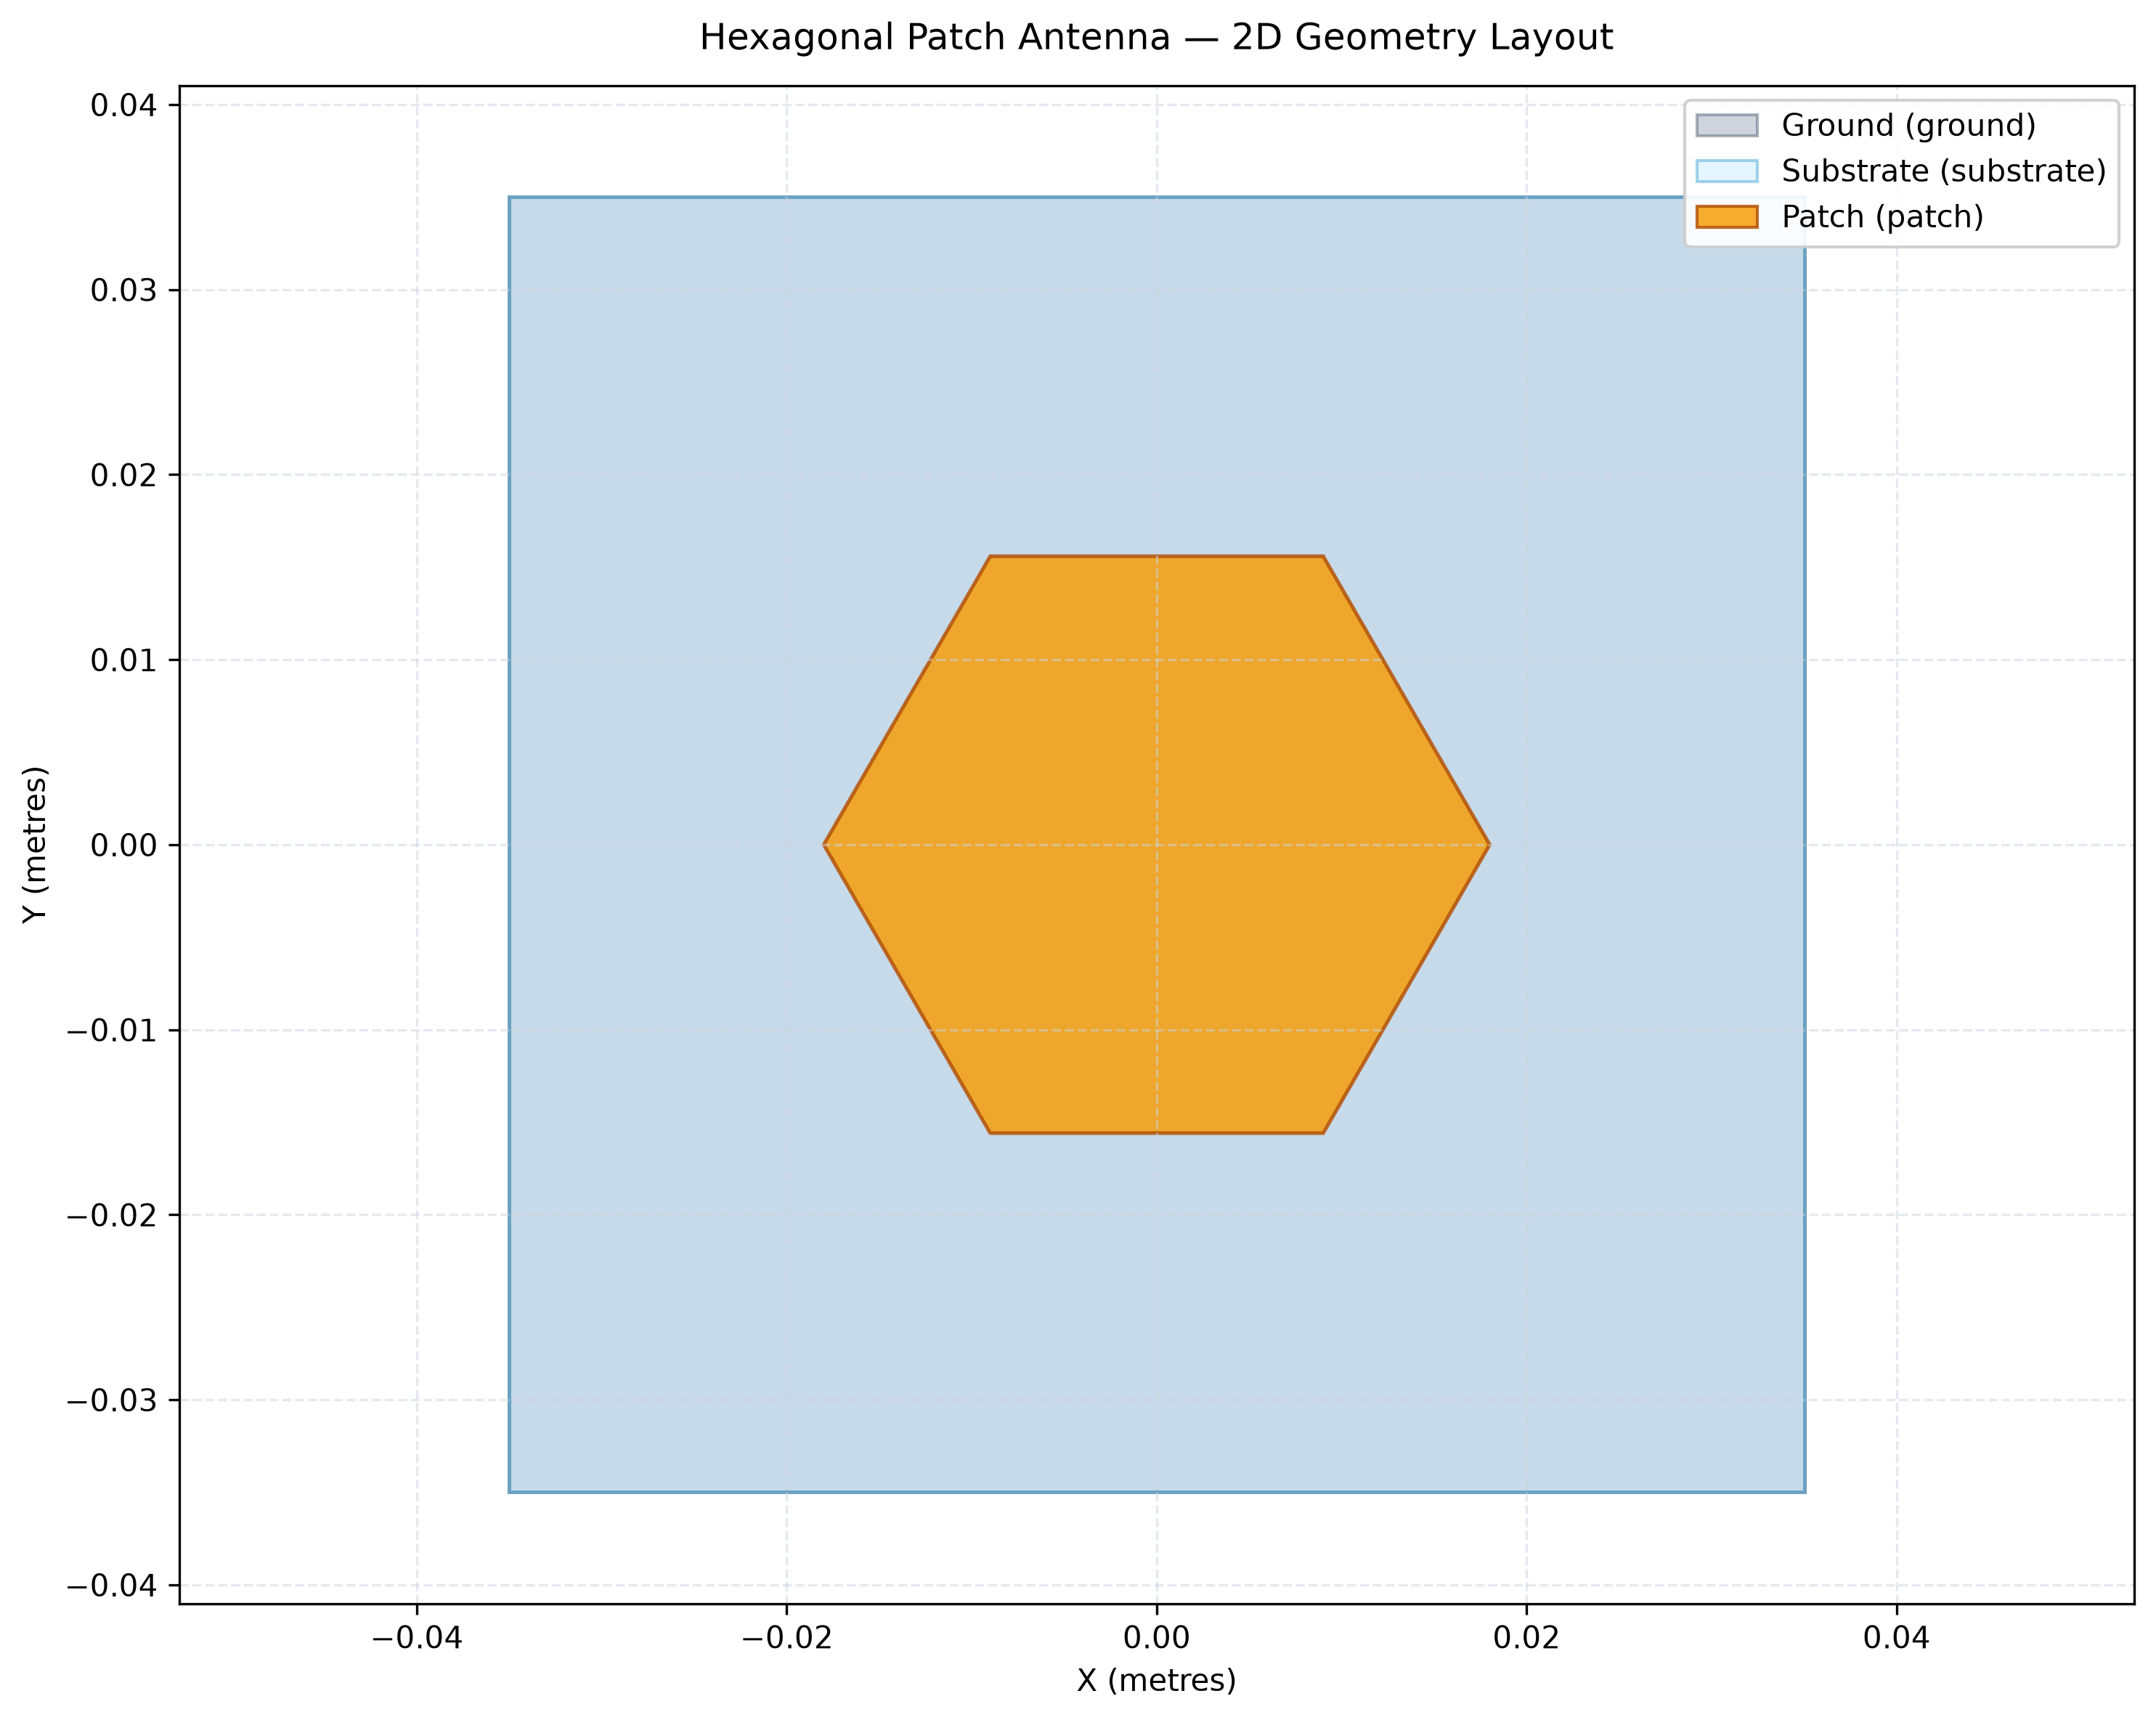 Hexagonal Patch Antenna — 2D Geometry Layout
Ground (ground)
Substrate (substrate)
Patch (patch)
Y (metres)
0.04
0.03
0.02
0.01
0.00
−0.01
−0.02
−0.03
−0.04
−0.04 −0.02 0.00 0.02 0.04
X (metres)